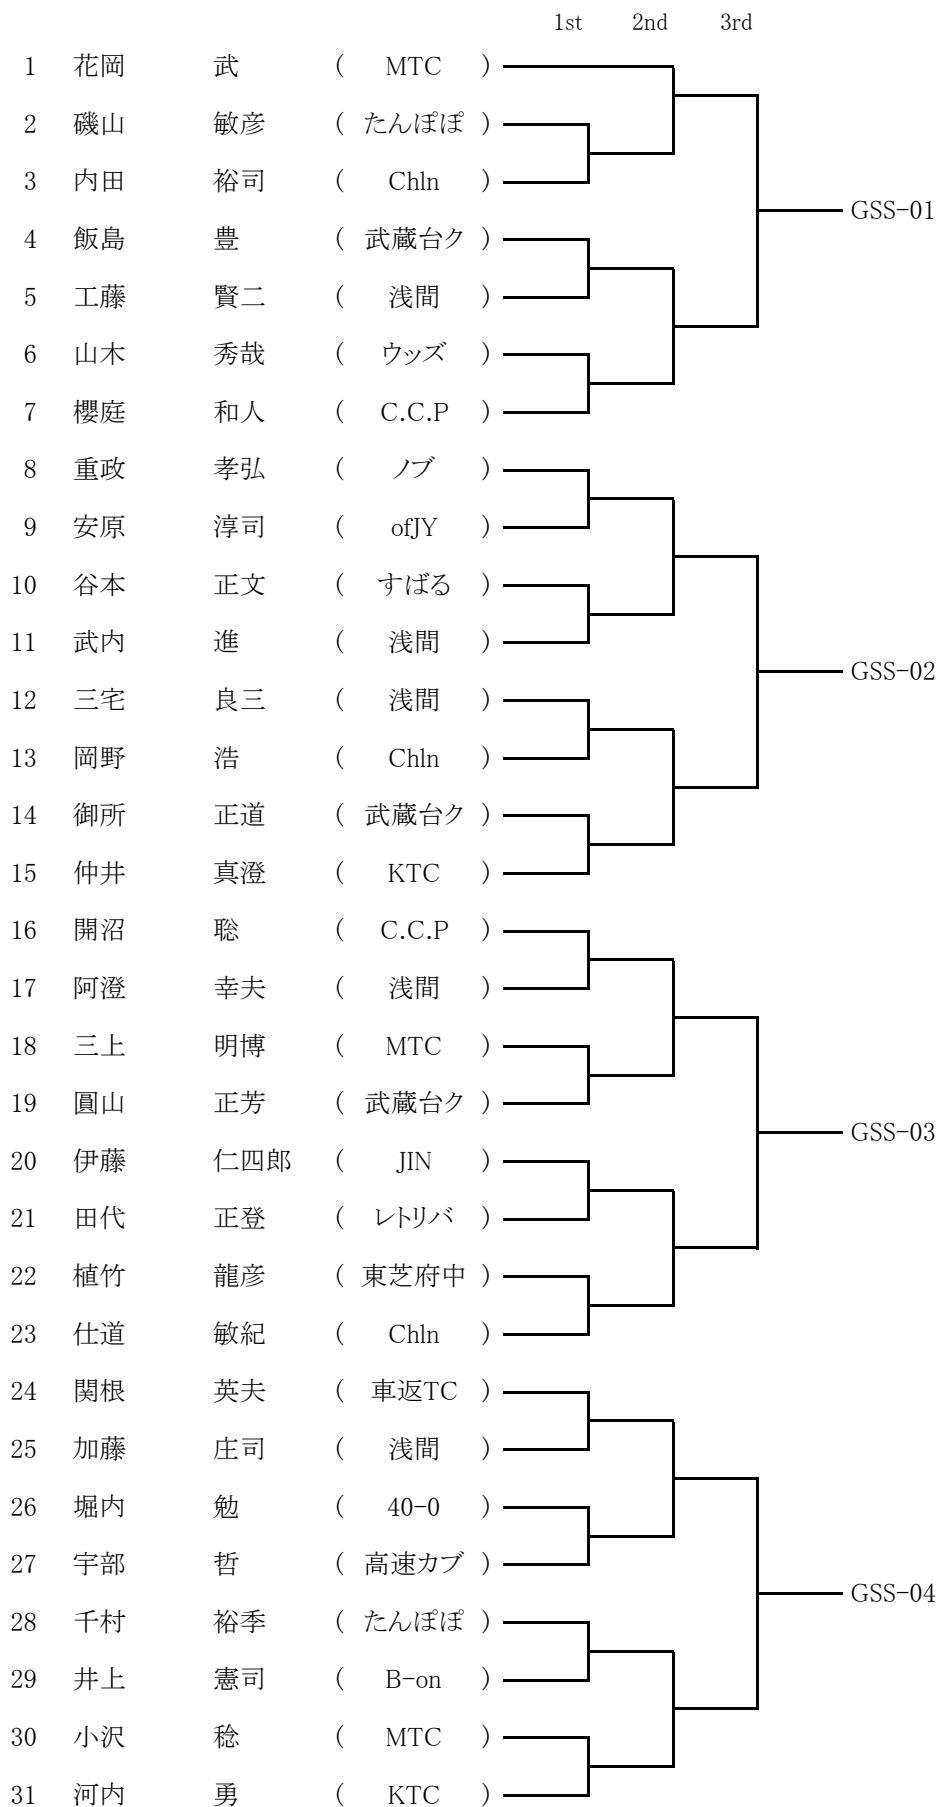 1st 2nd 3rd
1 花岡 武 ( MTC )
2 磯山 敏彦 ( たんぽぽ )
3 内田 裕司 ( Chln )
GSS-01
4 飯島 豊 ( 武蔵台ク )
5 工藤 賢二 ( 浅間 )
6 山木 秀哉 ( ウッズ )
7 櫻庭 和人 ( C.C.P )
8 重政 孝弘 ( ノブ )
9 安原 淳司 ( ofJY )
10 谷本 正文 ( すばる )
11 武内 進 ( 浅間 )
GSS-02
12 三宅 良三 ( 浅間 )
13 岡野 浩 ( Chln )
14 御所 正道 ( 武蔵台ク )
15 仲井 真澄 ( KTC )
16 開沼 聡 ( C.C.P )
17 阿澄 幸夫 ( 浅間 )
18 三上 明博 ( MTC )
19 圓山 正芳 ( 武蔵台ク )
GSS-03
20 伊藤 仁四郎 ( JIN )
21 田代 正登 ( レトリバ )
22 植竹 龍彦 ( 東芝府中 )
23 仕道 敏紀 ( Chln )
24 関根 英夫 ( 車返TC )
25 加藤 庄司 ( 浅間 )
26 堀内 勉 ( 40-0 )
27 宇部 哲 ( 高速カブ )
GSS-04
28 千村 裕季 ( たんぽぽ )
29 井上 憲司 ( B-on )
30 小沢 稔 ( MTC )
31 河内 勇 ( KTC )